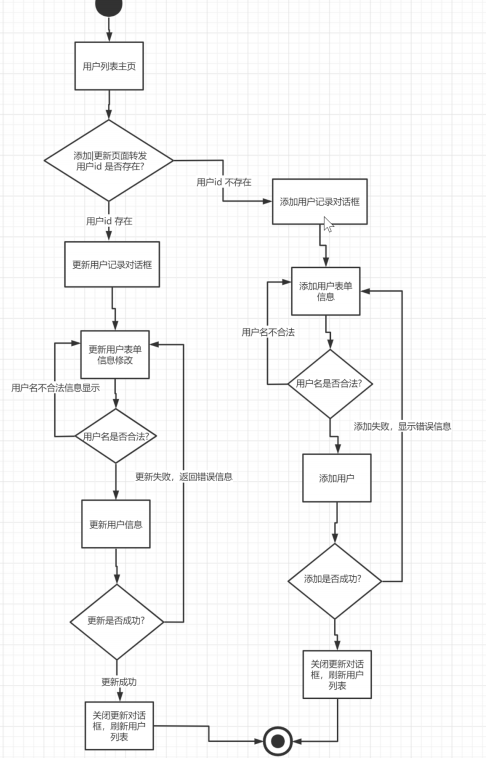 用户列表主页
添加|更新页面转发
用户id 是否存在?
用户id 不存在
添加用户记录对话框
用户id 存在
更新用户记录对话框
添加用户表单
信息
用户名不合法
更新用户表单
信息修改
用户名不合法信息显示
用户名是否合法?
用户名是否合法?
添加失败，显示错误信息
更新失败，返回错误信息
添加用户
更新用户信息
添加是否成功?
更新是否成功?
更新成功
关闭更新对话
框，刷新用户
列表
关闭更新对话
框，刷新用户
列表